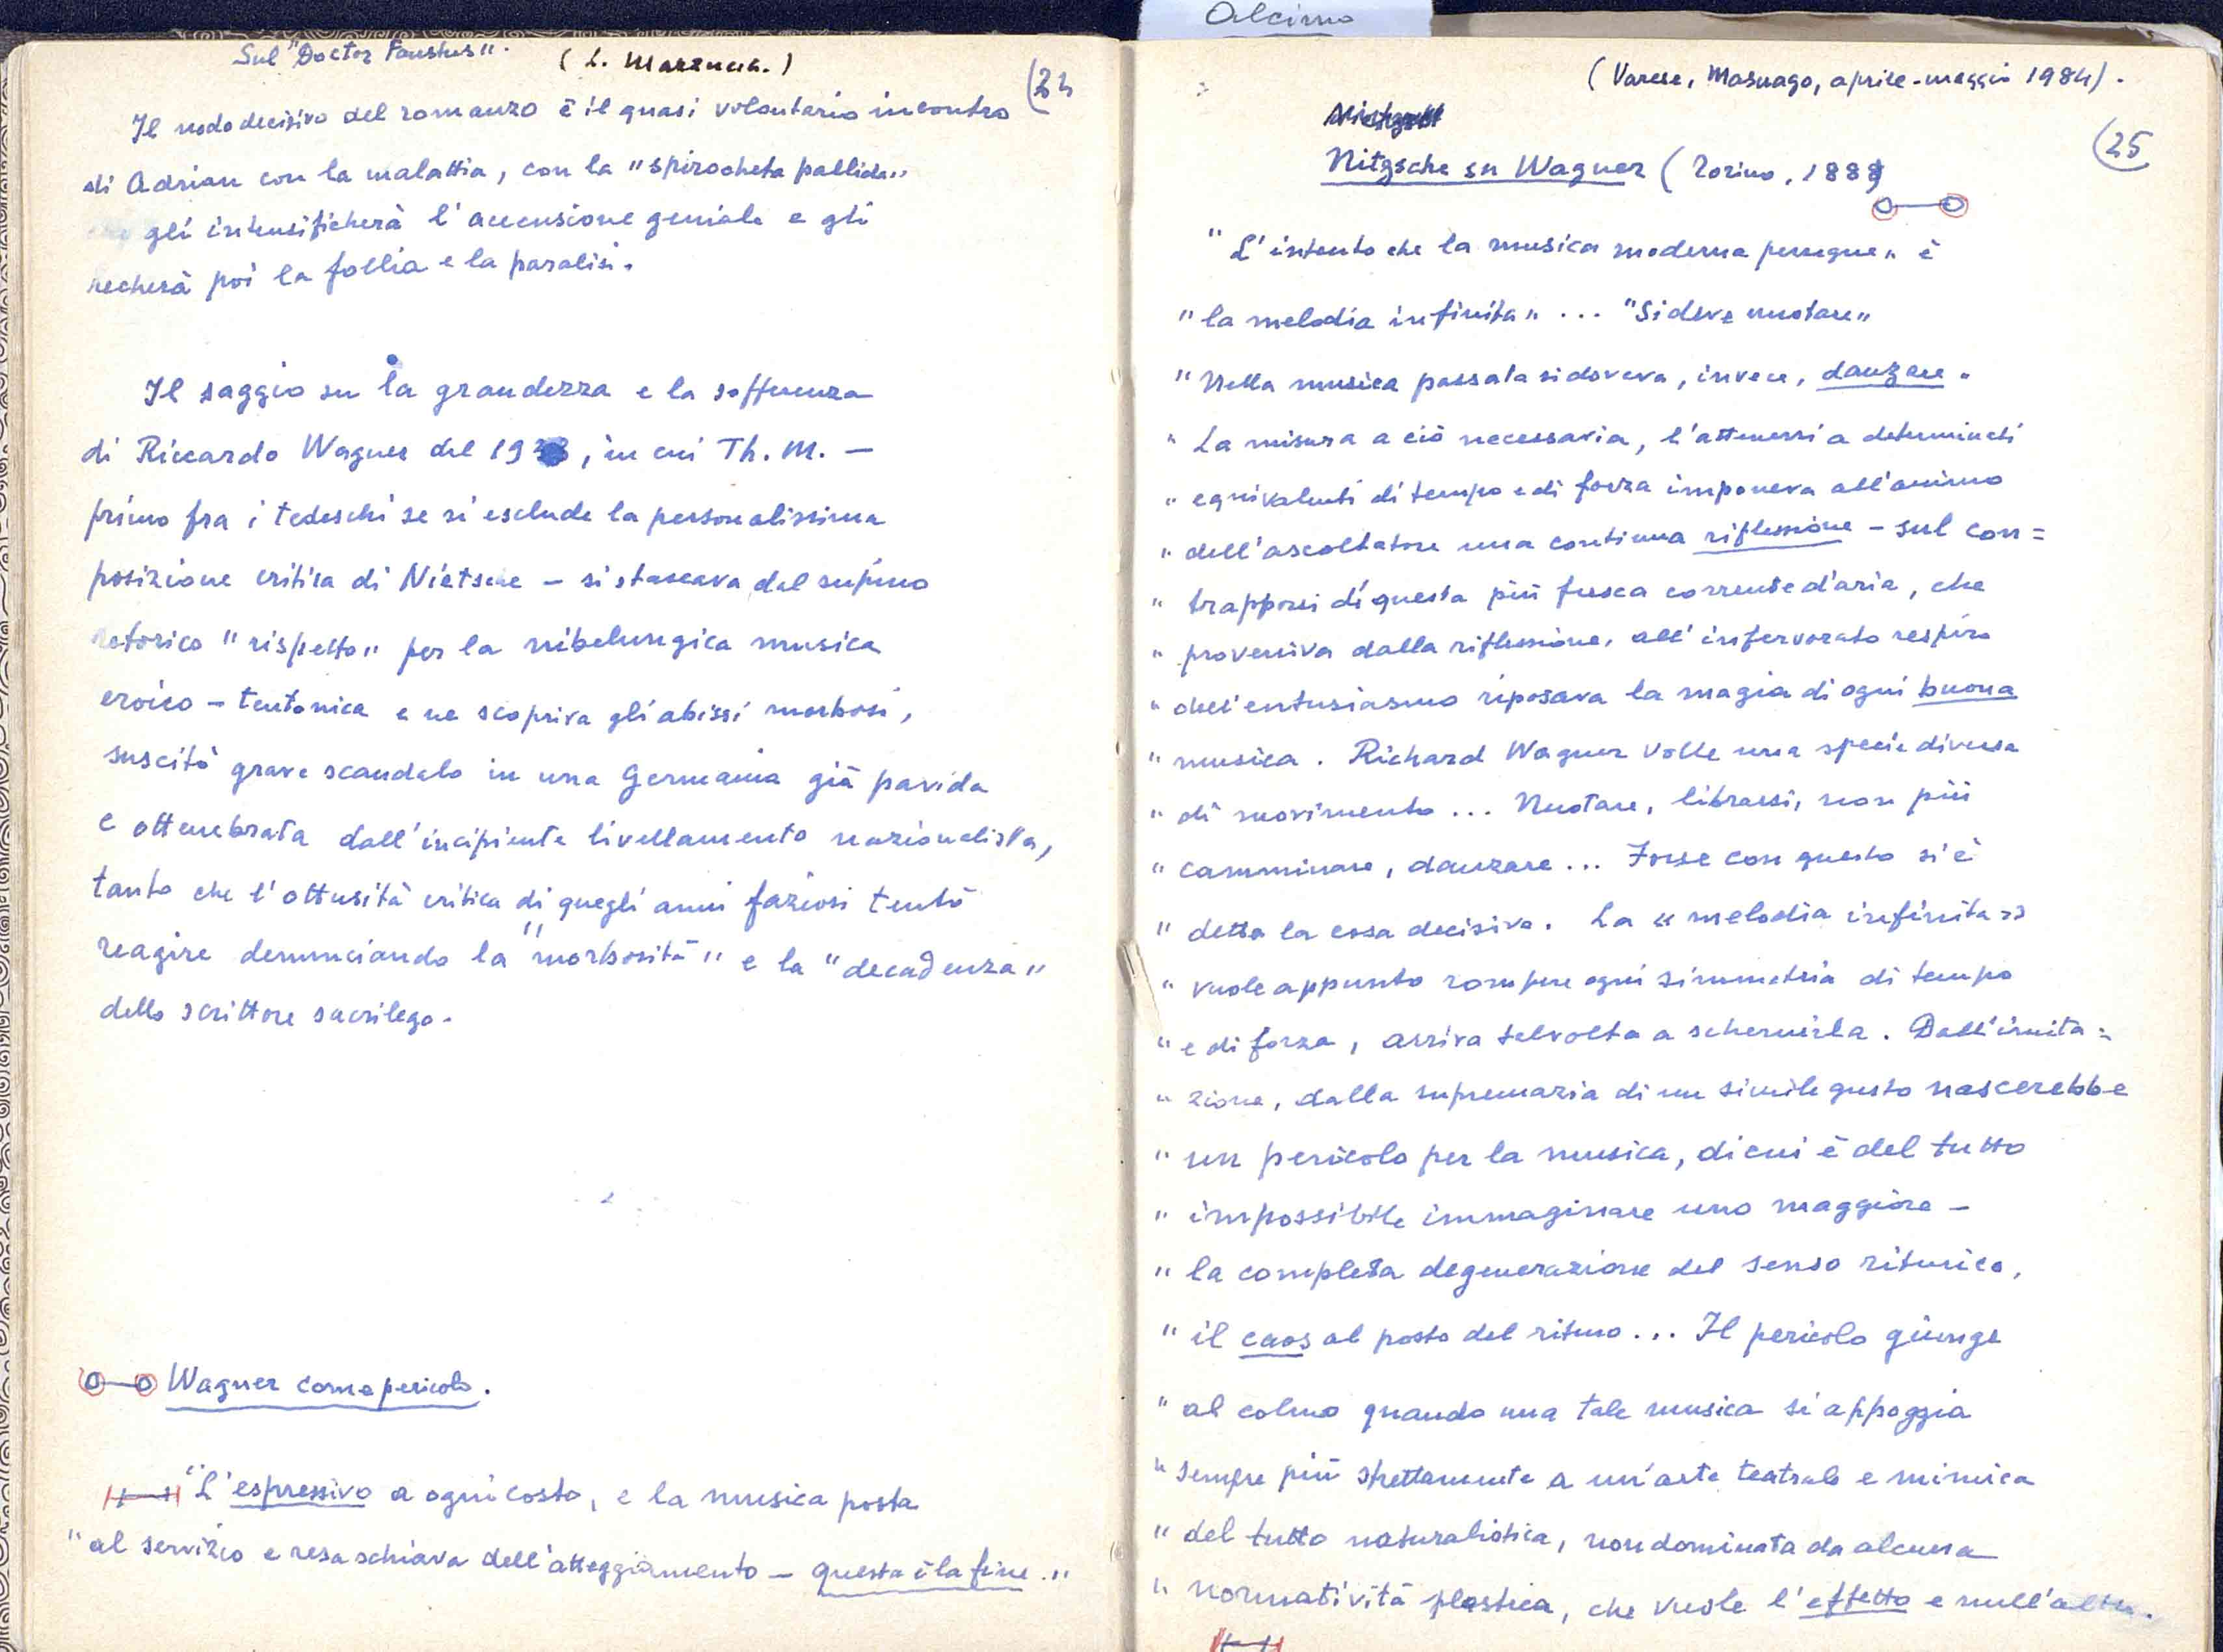 Sul "Doctor Faustus".
(L. Mazzucc.)
(24
Il nodo decisivo del romanzo è il quasi volontario incontro
di Adrian con la malattia, con la "spirocheta pallida"
che gli intensificherà l'accensione geniale e gli
recherà poi la follia e la paralisi.
Il saggio su la grandezza e la sofferenza
di Riccardo Wagner del 1933, in cui Th. M. —
primo fra i tedeschi se si esclude la personalissima
posizione critica di Nietsche — si staccava dal supino
retorico "rispetto" per la nibelungica musica
eroico - teutonica e ne scopriva gli abissi morbosi,
suscitò grave scandalo in una Germania già pavida
e ottenebrata dall'incipiente livellamento nazionalista,
tanto che l'ottusità critica di quegli anni faziosi tentò
reagire denunciando la "morbosità" e la "decadenza"
dello scrittore sacrilego.
Wagner come pericolo.
"L'espressivo a ogni costo, e la musica posta
"al servizio e resa schiava dell'atteggiamento — questa è la fine."
Alcimo
(Varese, Masnago, aprile-maggio 1984).
(25
Nitzsche su Wagner (Torino, 1888
"L'intento che la musica moderna persegue" è
"la melodia infinita" ... "Si deve nuotare"
"Nella musica passata si doveva, invece, danzare.
"La misura a ciò necessaria, l'attenersi a determinati
"equivalenti di tempo e di forza imponeva all'animo
"dell'ascoltatore una continua riflessione — sul con=
"trapporsi di questa più fresca corrente d'aria, che
"proveniva dalla riflessione, all'infervorato respiro
"dell'entusiasmo riposava la magia di ogni buona
"musica. Richard Wagner volle una specie diversa
"di movimento ... Nuotare, librarsi, non più
"camminare, danzare ... Forse con questo si è
"detta la cosa decisiva. La «melodia infinita»
"vuole appunto rompere ogni simmetria di tempo
"e di forza, arriva talvolta a schernirla. Dall'imita=
"zione, dalla supremazia di un simile gusto nascerebbe
"un pericolo per la musica, di cui è del tutto
"impossibile immaginare uno maggiore —
"la completa degenerazione del senso ritmico,
"il caos al posto del ritmo ... Il pericolo giunge
"al colmo quando una tale musica si appoggia
"sempre più strettamente a un'arte teatrale e mimica
"del tutto naturalistica, non dominata da alcuna
"normatività plastica, che vuole l'effetto e null'altro.